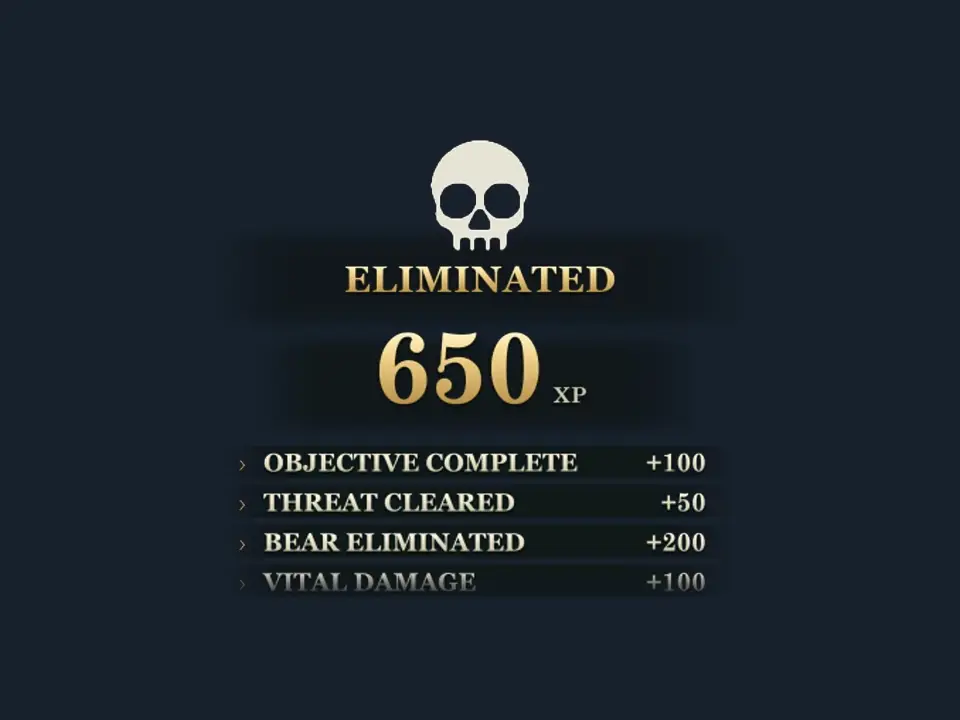 ELIMINATED
650 XP
› OBJECTIVE COMPLETE +100
› THREAT CLEARED +50
› BEAR ELIMINATED +200
› VITAL DAMAGE +100